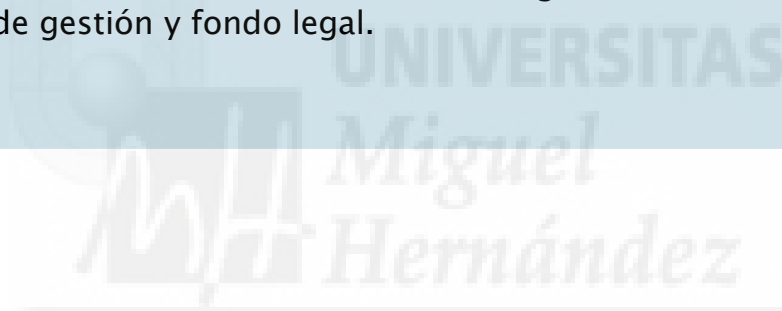 de gestión y fondo legal.
UNIVERSITAS
Miguel
Hernández